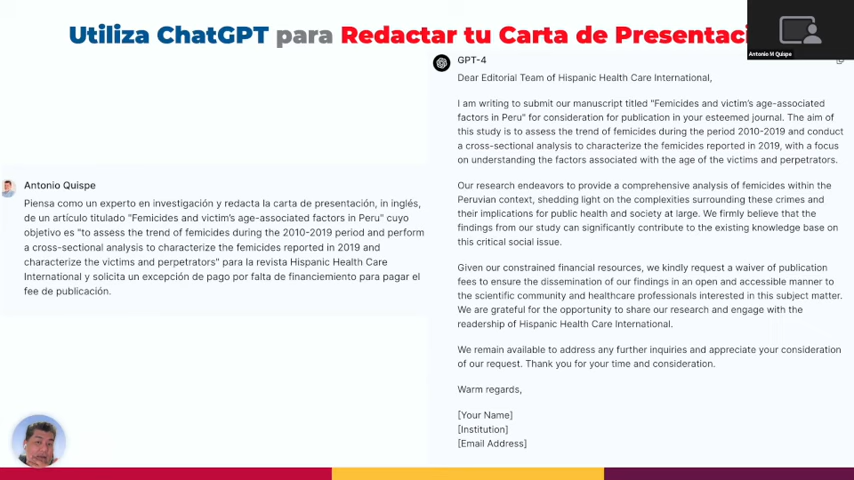 Utiliza ChatGPT para Redactar tu Carta de Presentaci
Antonio M Quispe
Antonio Quispe
Piensa como un experto en investigación y redacta la carta de presentación, en inglés,
de un artículo titulado "Femicides and victim's age-associated factors in Peru" cuyo
objetivo es "to assess the trend of femicides during the 2010-2019 period and perform
a cross-sectional analysis to characterize the femicides reported in 2019 and
characterize the victims and perpetrators" para la revista Hispanic Health Care
International y solicita un excepción de pago por falta de financiemiento para pagar el
fee de publicación.
GPT-4
Dear Editorial Team of Hispanic Health Care International,
I am writing to submit our manuscript titled "Femicides and victim's age-associated
factors in Peru" for consideration for publication in your esteemed journal. The aim of
this study is to assess the trend of femicides during the period 2010-2019 and conduct
a cross-sectional analysis to characterize the femicides reported in 2019, with a focus
on understanding the factors associated with the age of the victims and perpetrators.
Our research endeavors to provide a comprehensive analysis of femicides within the
Peruvian context, shedding light on the complexities surrounding these crimes and
their implications for public health and society at large. We firmly believe that the
findings from our study can significantly contribute to the existing knowledge base on
this critical social issue.
Given our constrained financial resources, we kindly request a waiver of publication
fees to ensure the dissemination of our findings in an open and accessible manner to
the scientific community and healthcare professionals interested in this subject matter.
We are grateful for the opportunity to share our research and engage with the
readership of Hispanic Health Care International.
We remain available to address any further inquiries and appreciate your consideration
of our request. Thank you for your time and consideration.
Warm regards,
[Your Name]
[Institution]
[Email Address]